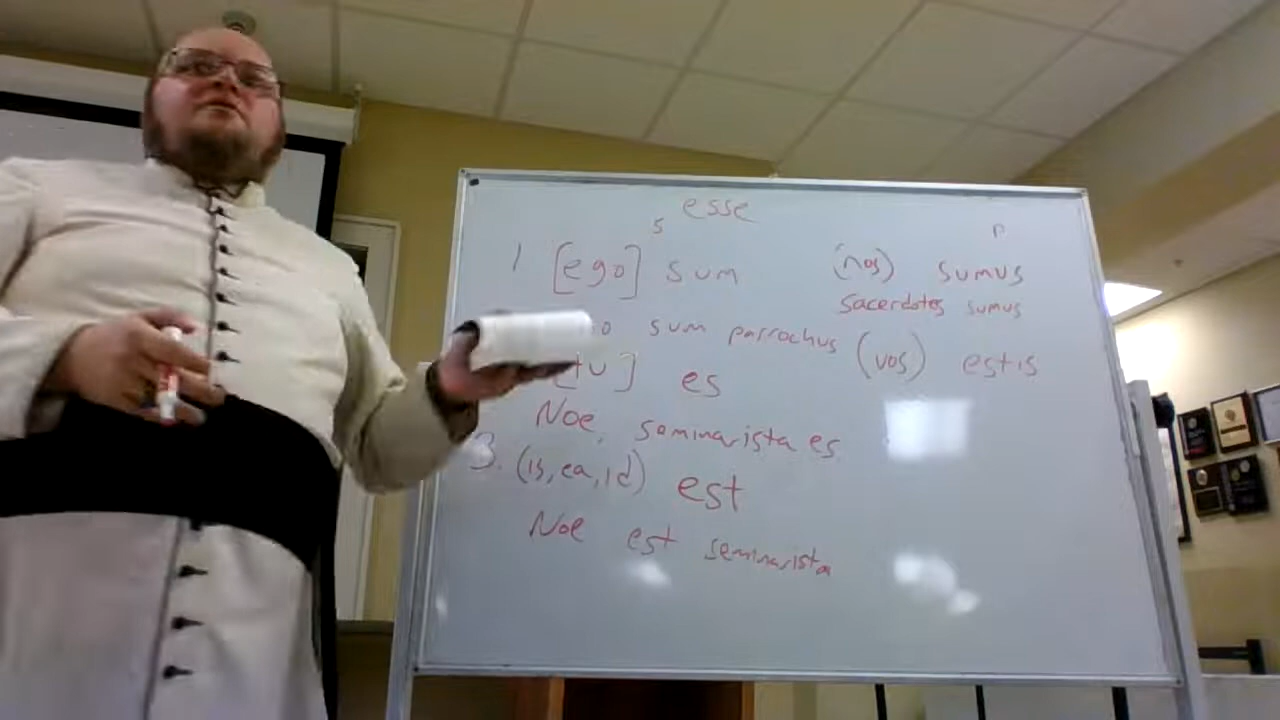 esse
s p
1 [ego] sum (nos) sumus
sacerdotes sumus
sum parrochus
[tu] es (vos) estis
Noe, seminarista es
3. (is, ea, id) est
Noe est seminarista